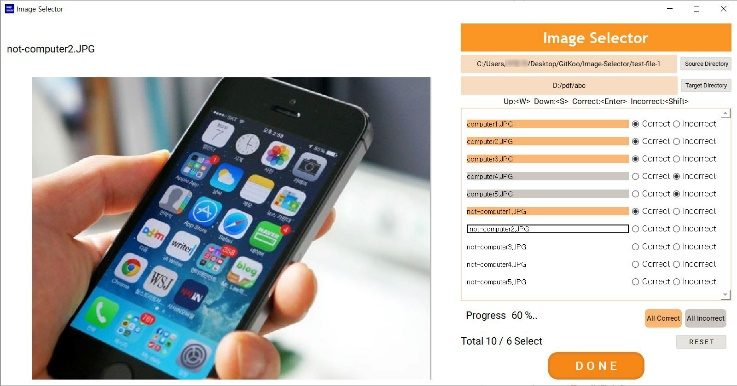 Image Selector
not-computer2.JPG
Image Selector
C:/Users, /Desktop/GitKoo/Image-Selector/test-file-1
Source Directory
D:/pdf/abc
Target Directory
Up:<W> Down:<S> Correct:<Enter> Incorrect:<Shift>
computer1.JPG Correct Incorrect
computer2.JPG Correct Incorrect
computer3.JPG Correct Incorrect
computer4.JPG Correct Incorrect
computer5.JPG Correct Incorrect
not-computer1.JPG Correct Incorrect
not-computer2.JPG Correct Incorrect
not-computer3.JPG Correct Incorrect
not-computer4.JPG Correct Incorrect
not-computer5.JPG Correct Incorrect
Progress 60 %..
All Correct
All Incorrect
Total 10 / 6 Select
RESET
DONE
App Store
Safari
Daum
writer
blog
Chrome
WSJ